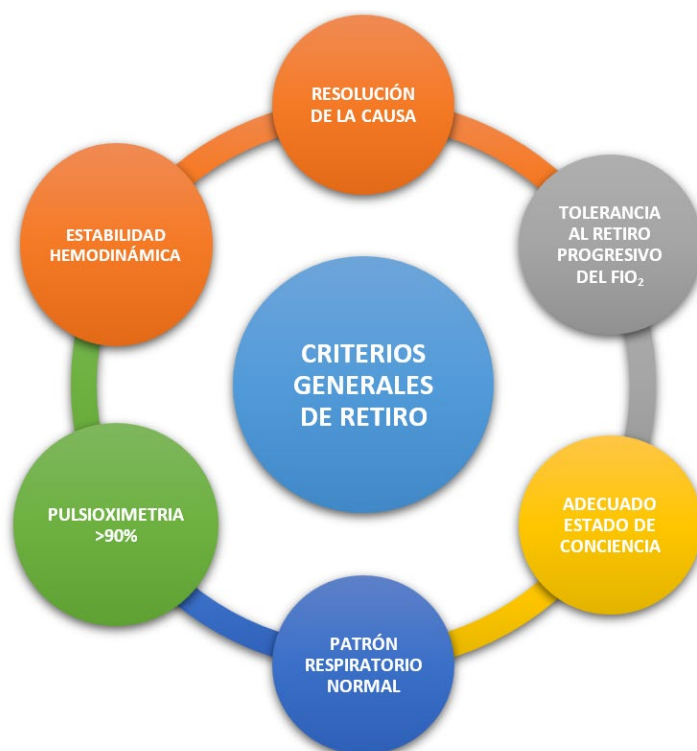 RESOLUCIÓN
DE LA CAUSA
TOLERANCIA
AL RETIRO
PROGRESIVO
DEL FIO₂
ADECUADO
ESTADO DE
CONCIENCIA
PATRÓN
RESPIRATORIO
NORMAL
PULSIOXIMETRIA
>90%
ESTABILIDAD
HEMODINÁMICA
CRITERIOS
GENERALES
DE RETIRO